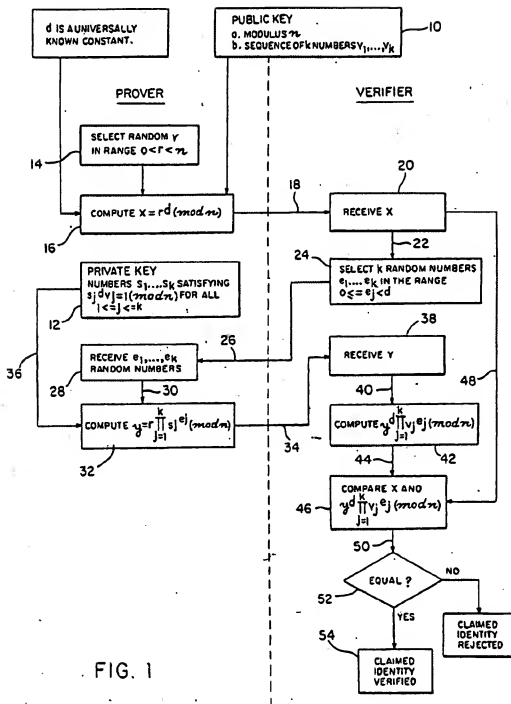 d IS A UNIVERSALLY
KNOWN CONSTANT.
PUBLIC KEY
a. MODULUS n
b. SEQUENCE OF k NUMBERS v1,...,vk
10
PROVER
VERIFIER
SELECT RANDOM r
IN RANGE 0<r<n
14
COMPUTE X = r^d (mod n)
16
18
20
RECEIVE X
22
24
SELECT k RANDOM NUMBERS
e1,... ek IN THE RANGE
0<= ej<d
PRIVATE KEY
NUMBERS s1,...,sk SATISFYING
sj^d vj=1(mod n) FOR ALL
1<=j<=k
12
26
36
38
RECEIVE e1,...,ek
RANDOM NUMBERS
28
30
RECEIVE Y
40
48
COMPUTE y=r k∏j=1 sj^ej (mod n)
32
34
COMPUTE y^d k∏j=1 vj^ej (mod n)
42
44
COMPARE X AND
y^d k∏j=1 vj^ej (mod n)
46
50
EQUAL ?
52
NO
YES
54
CLAIMED
IDENTITY
REJECTED
CLAIMED
IDENTITY
VERIFIED
FIG. 1